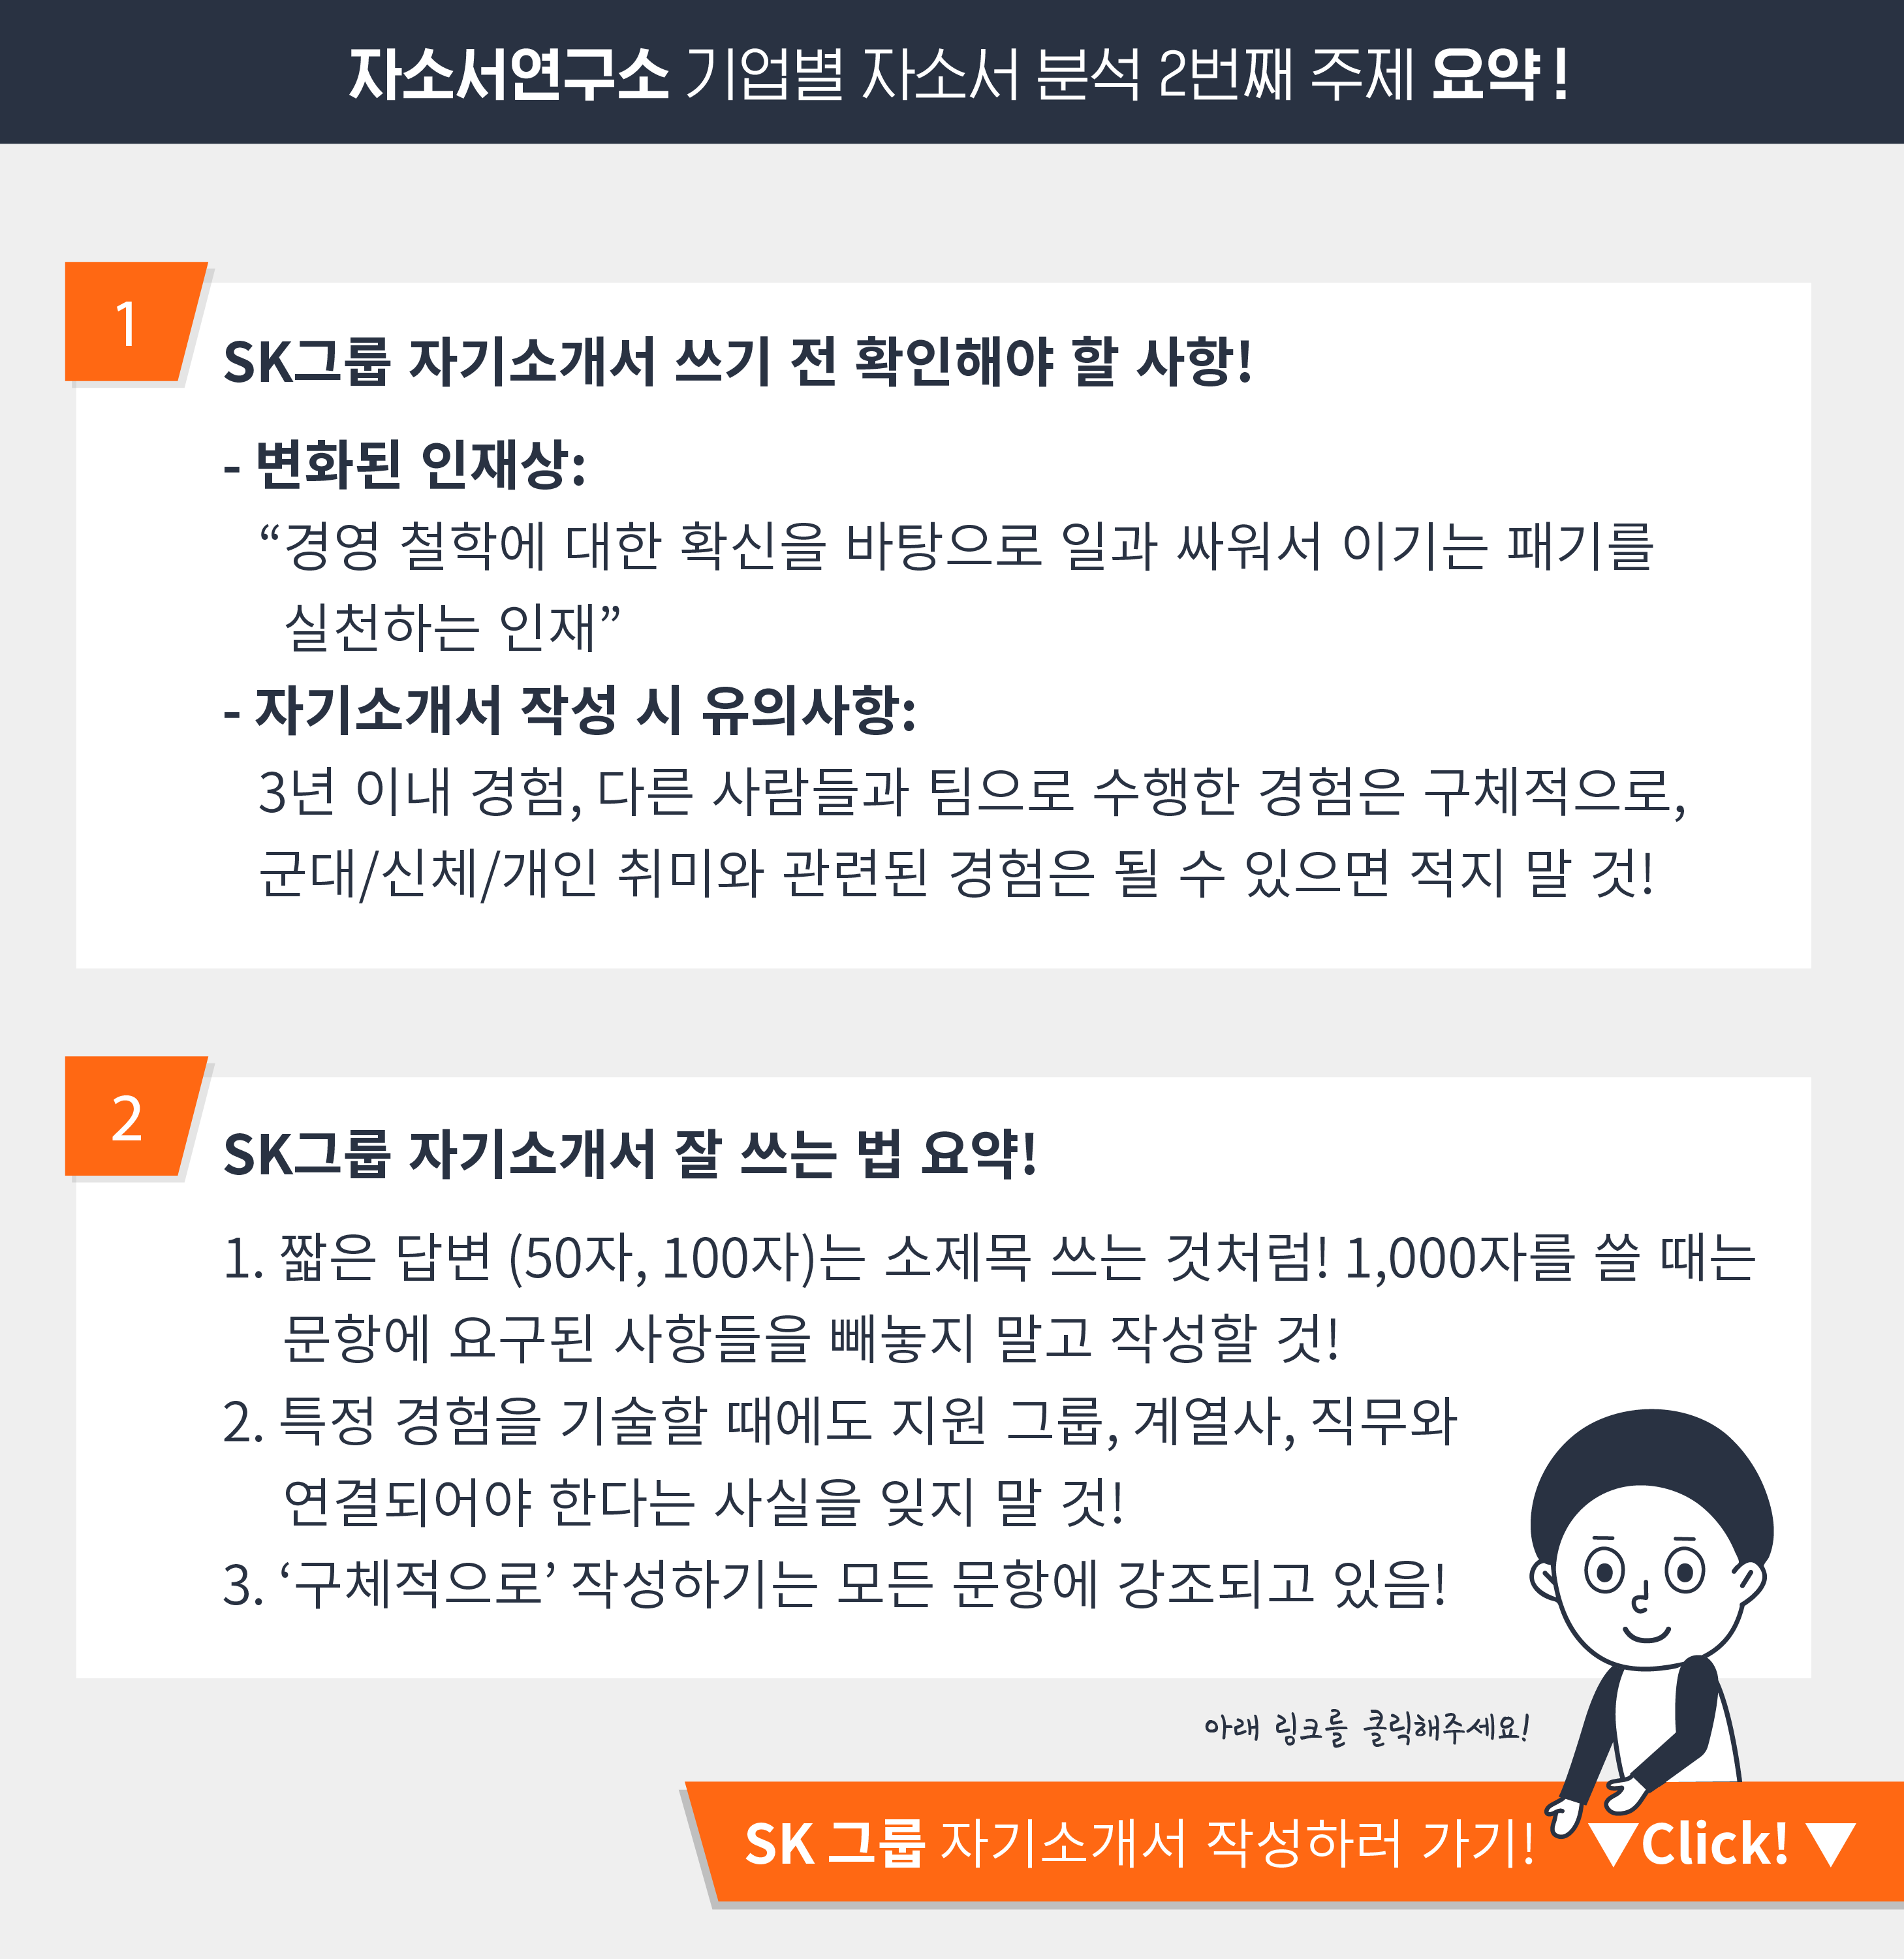 자소서연구소 기업별 자소서 분석 2번째 주제 요약!
1
SK그룹 자기소개서 쓰기 전 확인해야 할 사항!
- 변화된 인재상:
“경영 철학에 대한 확신을 바탕으로 일과 싸워서 이기는 패기를
실천하는 인재”
- 자기소개서 작성 시 유의사항:
3년 이내 경험, 다른 사람들과 팀으로 수행한 경험은 구체적으로,
군대/신체/개인 취미와 관련된 경험은 될 수 있으면 적지 말 것!
2
SK그룹 자기소개서 잘 쓰는 법 요약!
1. 짧은 답변 (50자, 100자)는 소제목 쓰는 것처럼! 1,000자를 쓸 때는
문항에 요구된 사항들을 빼놓지 말고 작성할 것!
2. 특정 경험을 기술할 때에도 지원 그룹, 계열사, 직무와
연결되어야 한다는 사실을 잊지 말 것!
3. ‘구체적으로’ 작성하기는 모든 문항에 강조되고 있음!
아래 링크를 클릭해주세요!
SK 그룹 자기소개서 작성하러 가기! ▼Click! ▼